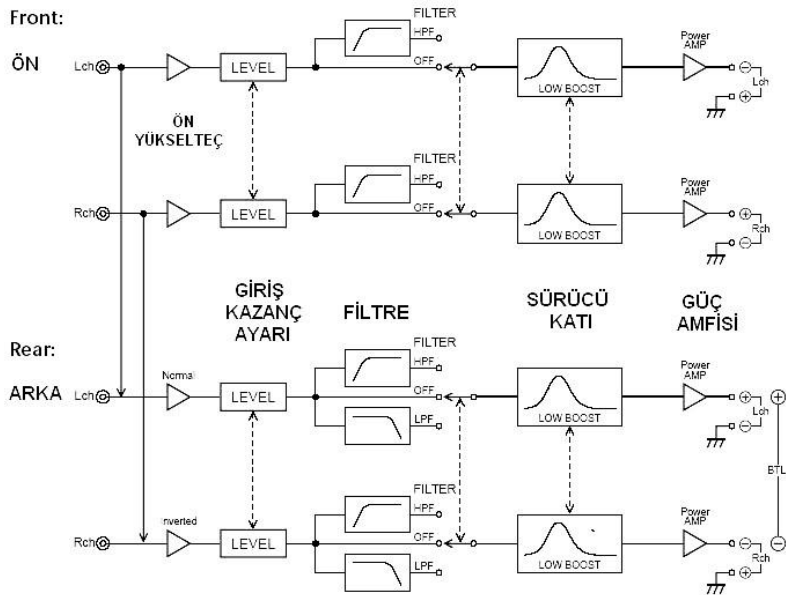 Front:
FILTER
HPF
Power
AMP
ÖN
Lch
LEVEL
OFF
LOW BOOST
⊖
Lch
⊕
ÖN
YÜKSELTEÇ
FILTER
HPF
Power
AMP
Rch
LEVEL
OFF
LOW BOOST
⊕
Rch
⊖
GİRİŞ
KAZANÇ
AYARI
FİLTRE
SÜRÜCÜ
KATI
GÜÇ
AMFİSİ
Rear:
FILTER
HPF
Power
AMP
ARKA
Lch
Normal
LEVEL
OFF
LPF
LOW BOOST
⊕
Lch
⊖
⊕
BTL
FILTER
HPF
Power
AMP
Rch
nverted
LEVEL
OFF
LPF
LOW BOOST
⊖
Rch
⊕
⊖